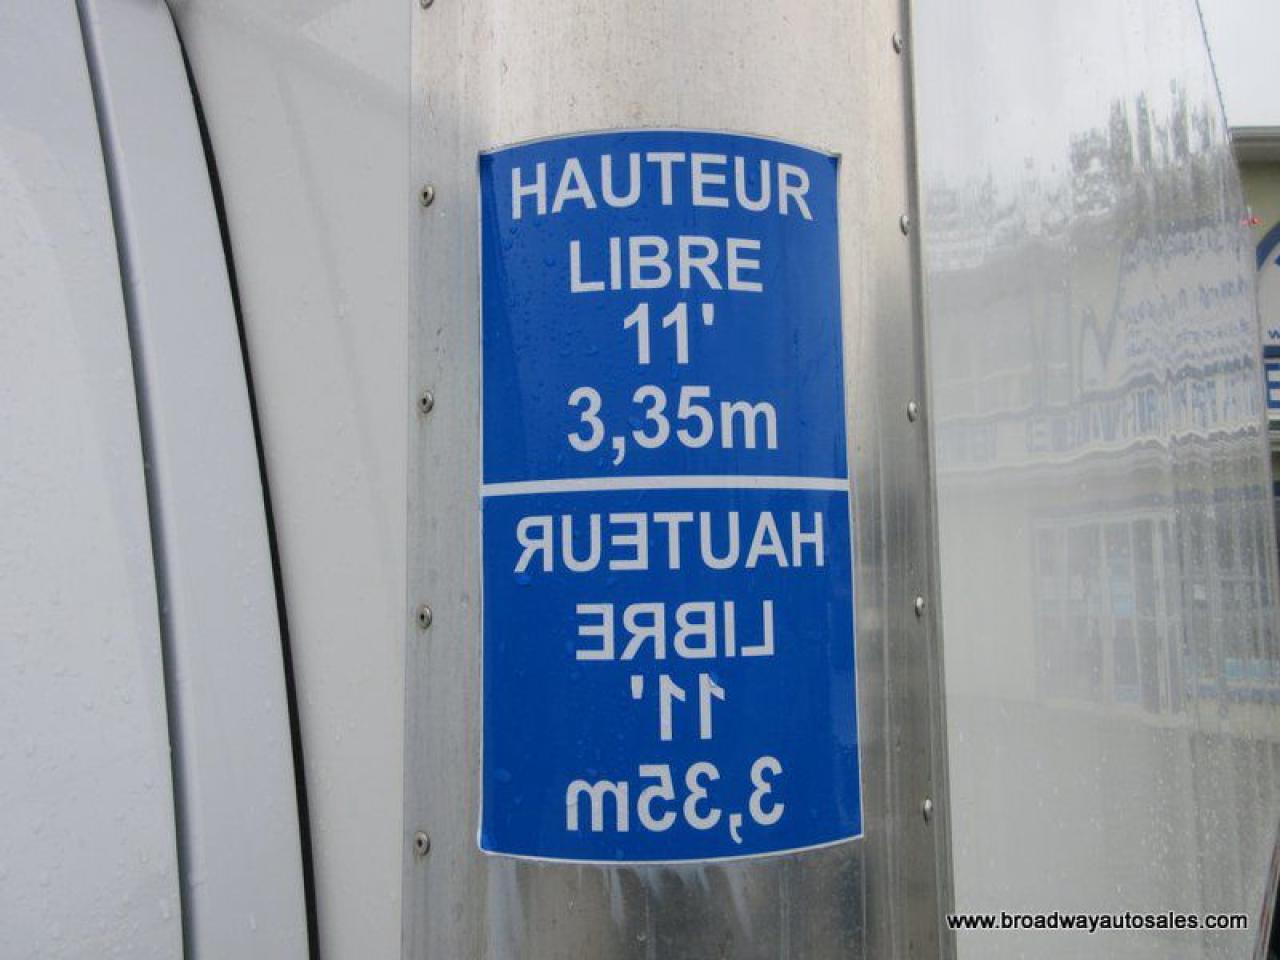 HAUTEUR
LIBRE
11'
3,35m
HAUTEUR
LIBRE
11'
3,35m
www.broadwayautosales.com